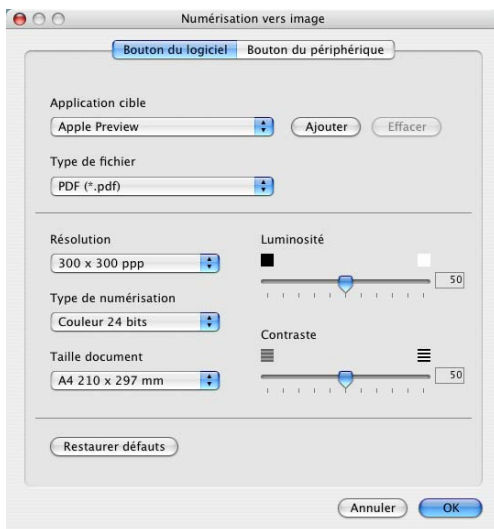 Numérisation vers image
Bouton du logiciel Bouton du périphérique
Application cible
Apple Preview Ajouter Effacer
Type de fichier
PDF (*.pdf)
Résolution Luminosité
300 x 300 ppp 50
Type de numérisation
Couleur 24 bits
Contraste
Taille document
A4 210 x 297 mm 50
Restaurer défauts
Annuler OK